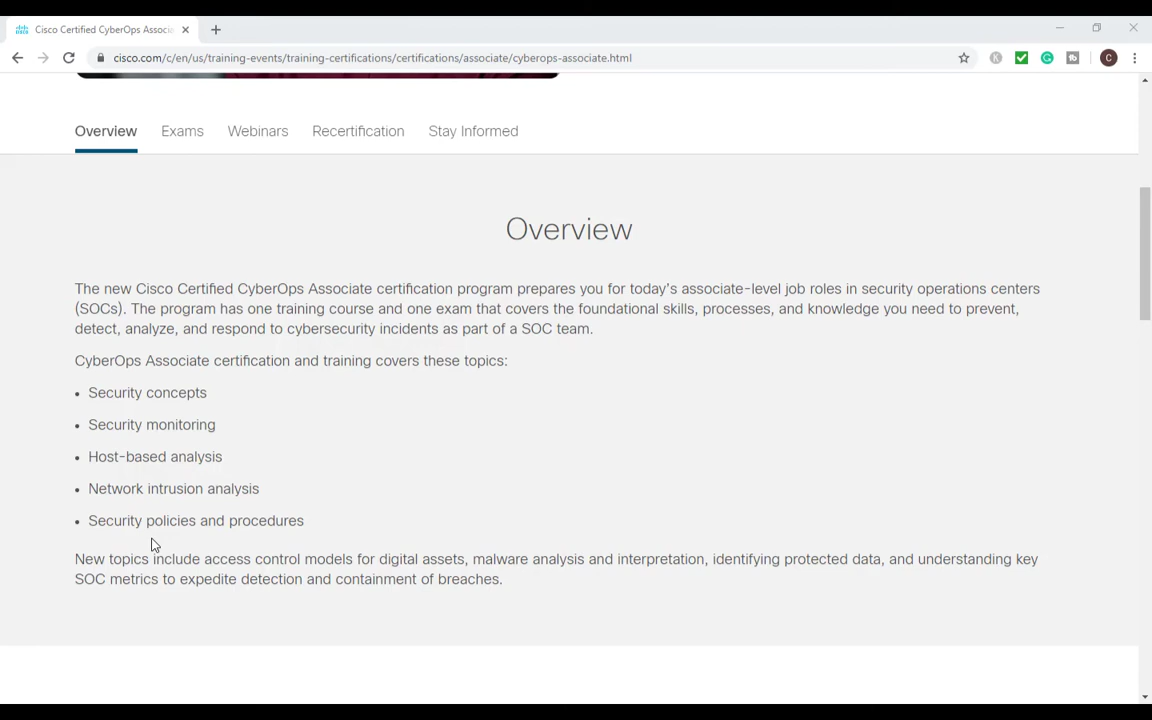 Cisco Certified CyberOps Associa
cisco.com/c/en/us/training-events/training-certifications/certifications/associate/cyberops-associate.html
C
Overview Exams Webinars Recertification Stay Informed
Overview
The new Cisco Certified CyberOps Associate certification program prepares you for today's associate-level job roles in security operations centers
(SOCs). The program has one training course and one exam that covers the foundational skills, processes, and knowledge you need to prevent,
detect, analyze, and respond to cybersecurity incidents as part of a SOC team.
CyberOps Associate certification and training covers these topics:
• Security concepts
• Security monitoring
• Host-based analysis
• Network intrusion analysis
• Security policies and procedures
New topics include access control models for digital assets, malware analysis and interpretation, identifying protected data, and understanding key
SOC metrics to expedite detection and containment of breaches.